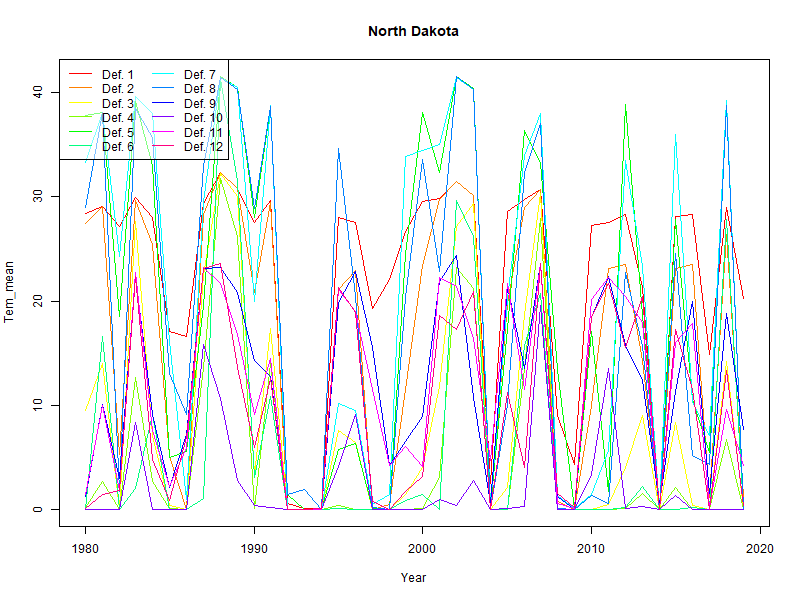 North Dakota
Def. 1 Def. 7
Def. 2 Def. 8
Def. 3 Def. 9
Def. 4 Def. 10
Def. 5 Def. 11
Def. 6 Def. 12
40
30
20
10
0
Tern_mean
1980 1990 2000 2010 2020
Year